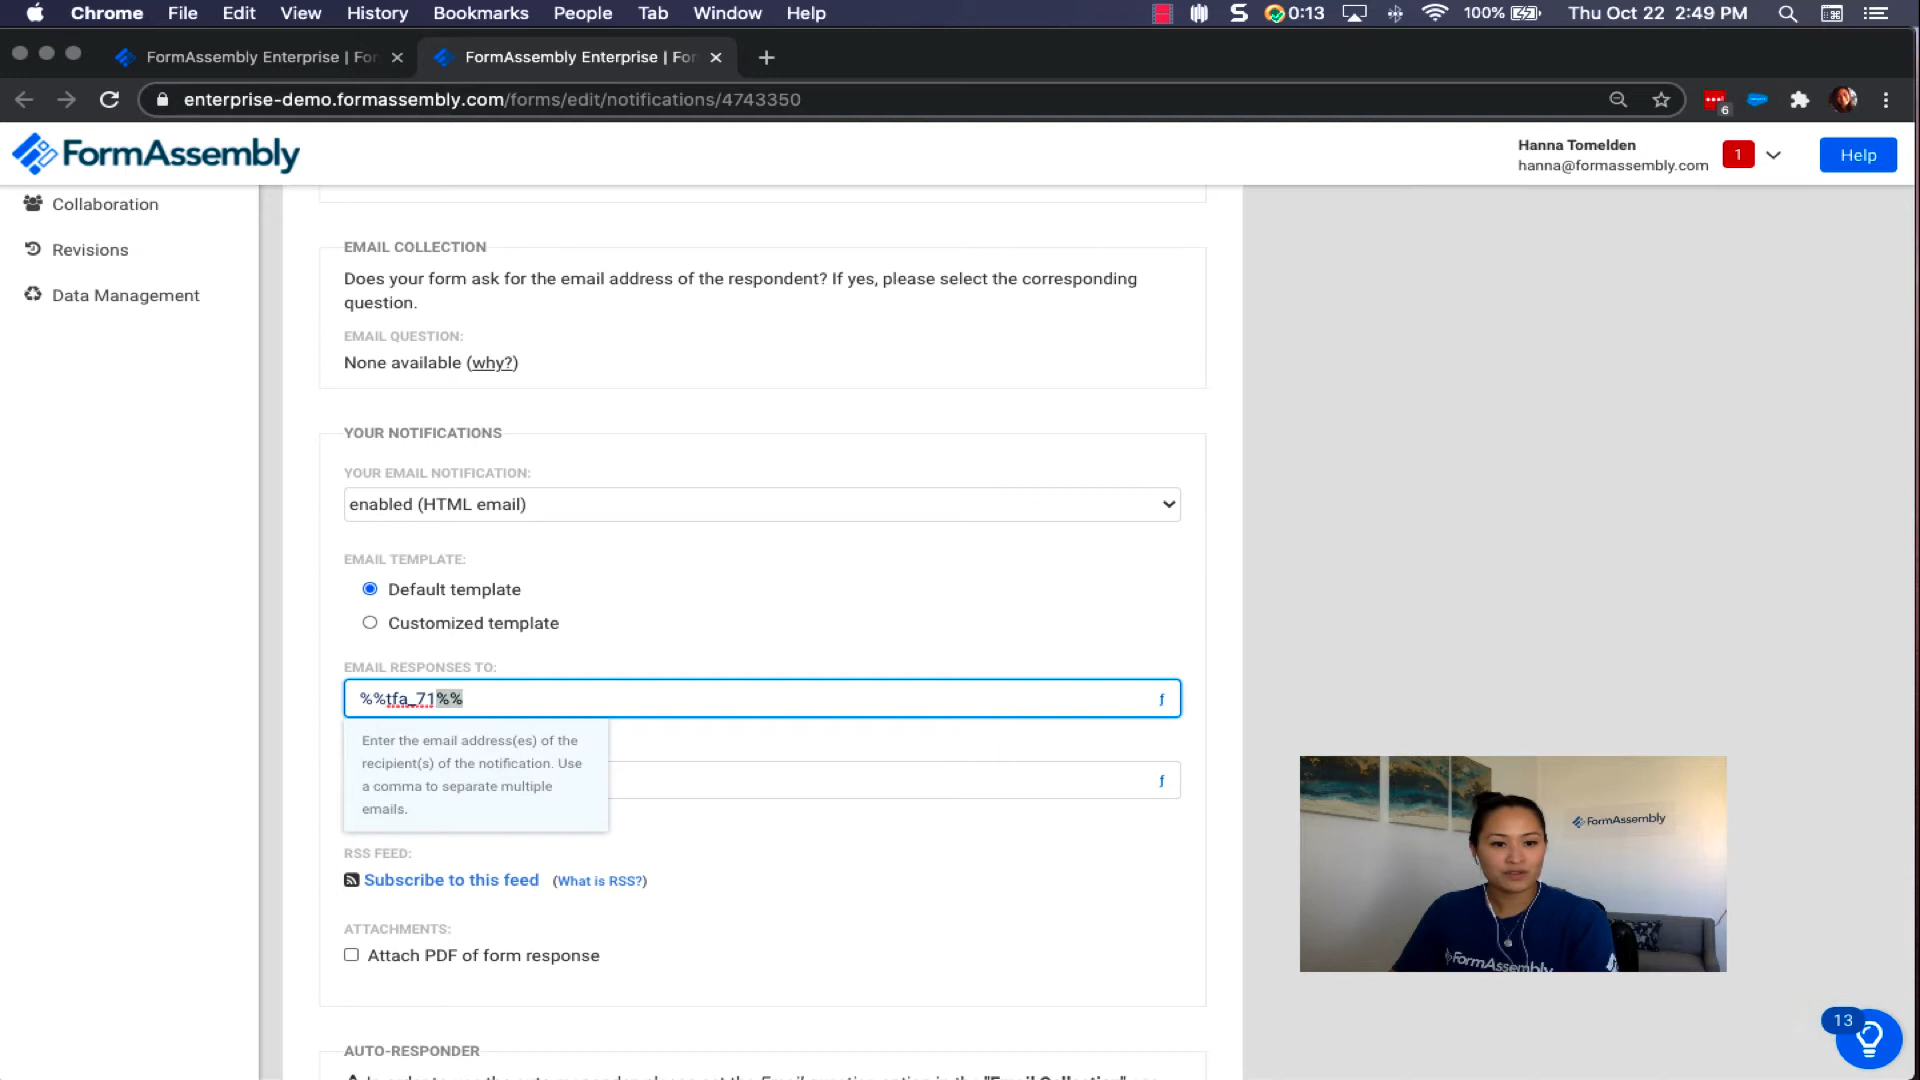 Chrome File Edit View History Bookmarks People Tab Window Help 0:13 100% Thu Oct 22 2:49 PM
FormAssembly Enterprise | For FormAssembly Enterprise | For
enterprise-demo.formassembly.com/forms/edit/notifications/4743350 6
FormAssembly
Hanna Tomelden
hanna@formassembly.com
1
Help
Collaboration
Revisions
Data Management
EMAIL COLLECTION
Does your form ask for the email address of the respondent? If yes, please select the corresponding
question.
EMAIL QUESTION:
None available (why?)
YOUR NOTIFICATIONS
YOUR EMAIL NOTIFICATION:
enabled (HTML email)
EMAIL TEMPLATE:
Default template
Customized template
EMAIL RESPONSES TO:
%%tfa_71%%
Enter the email address(es) of the
recipient(s) of the notification. Use
a comma to separate multiple
emails.
RSS FEED:
Subscribe to this feed (What is RSS?)
ATTACHMENTS:
Attach PDF of form response
AUTO-RESPONDER
FormAssembly
FormAssembly
13